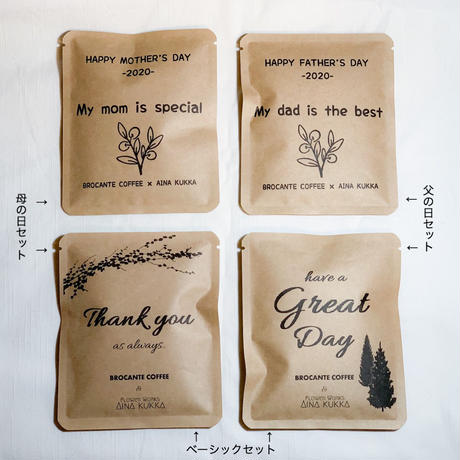 HAPPY MOTHER'S DAY
-2020-
My mom is special
BROCANTE COFFEE × AINA KUKKA
HAPPY FATHER'S DAY
-2020-
My dad is the best
BROCANTE COFFEE × AINA KUKKA
母の日セット
→
→
父の日セット
←
←
Thank you
as always.
BROCANTE COFFEE
&
FLOWER WORKS
AINA KUKKA
have a
Great
Day
BROCANTE COFFEE
&
FLOWER WORKS
AINA KUKKA
↑ ↑
ベーシックセット